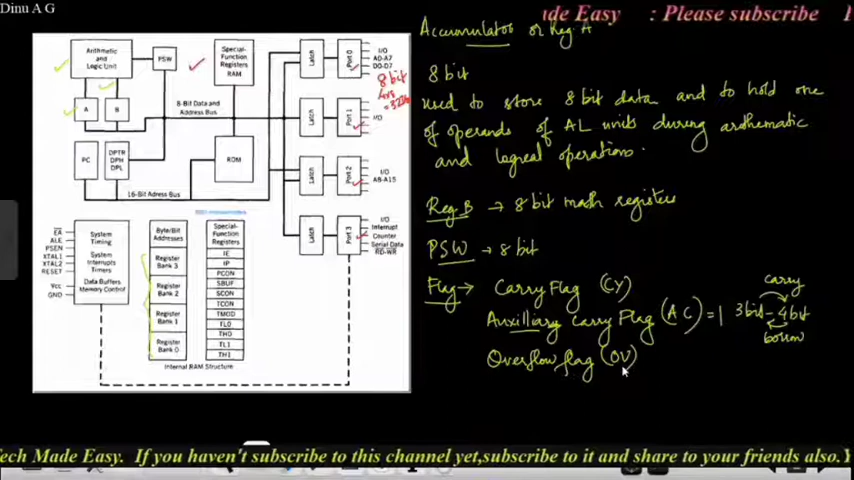 Dinu A G
ade Easy : Please subscribe
Accumulator or Reg A
8 bit
used to store 8 bit data and to hold one
of operands of AL units during arethematic
and logical operations.
Reg B → 8 bit math registers
PSW → 8 bit
Flag → Carry Flag (CY)
Auxilliary carry Flag (AC) = 1 3bit - 4bit
carry
borrow
Overflow flag (OV)
Arithmetic
and
Logic Unit
PSW
Special-
Function
Registers
RAM
A
B
8-Bit Data and
Address Bus
PC
DPTR
DPH
DPL
ROM
16-Bit Adress Bus
Latch
Port 0
I/O
A0-A7
D0-D7
8 bit
Latch
Port 1
I/O
Latch
Port 2
I/O
A8-A15
Latch
Port 3
I/O
Interrupt
Counter
Serial Data
RD-WR
EA
ALE
PSEN
XTAL1
XTAL2
RESET
Vcc
GND
System
Timing
System
Interrupts
Timers
Data Buffers
Memory Control
Byte/Bit
Addresses
Register
Bank 3
Register
Bank 2
Register
Bank 1
Register
Bank 0
Special-
Function
Registers
IE
IP
PCON
SBUF
SCON
TCON
TMOD
TL0
TH0
TL1
TH1
Internal RAM Structure
ech Made Easy. If you haven't subscribe to this channel yet,subscribe to it and share to your friends also.